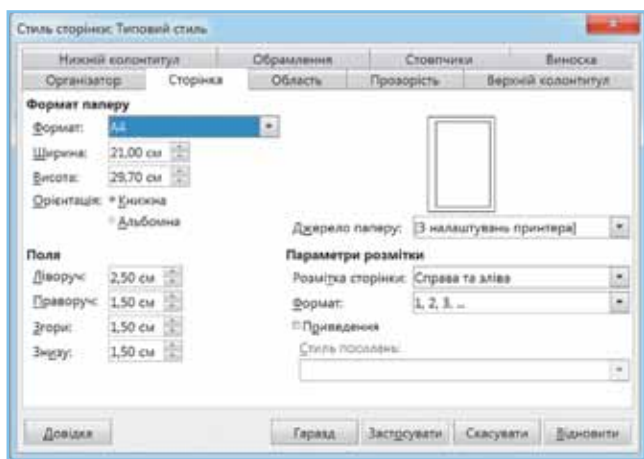 Стиль сторінки: Типовий стиль
Нижній колонтитул Обрамлення Стовпчики Виноска
Організатор Сторінка Область Прозорість Верхній колонтитул
Формат паперу
Формат: A4
Ширина: 21,00 см
Висота: 29,70 см
Орієнтація: Книжна
Альбомна
Джерело паперу: [З налаштувань принтера]
Поля
Параметри розмітки
Ліворуч: 2,50 см
Розмітка сторінки: Справа та зліва
Праворуч: 1,50 см
Формат: 1, 2, 3, ...
Згори: 1,50 см
Приведення
Знизу: 1,50 см
Стиль посилань:
Довідка Гаразд Застосувати Скасувати Відновити